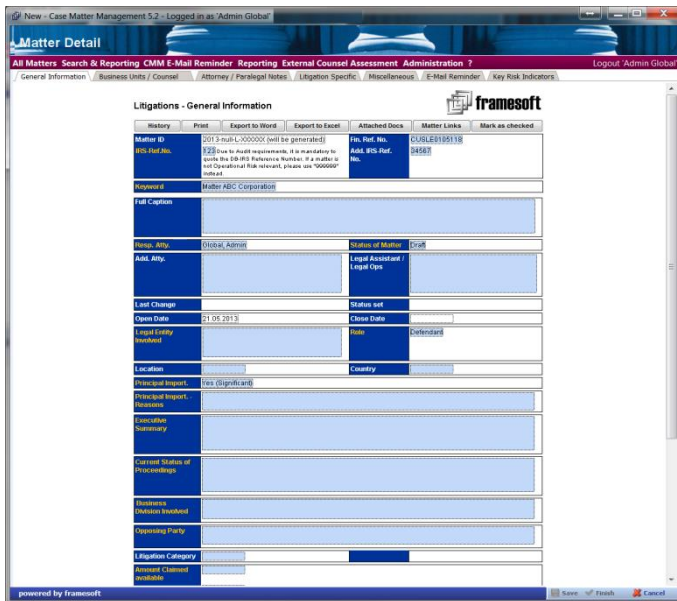 New - Case Matter Management 5.2 - Logged in as 'Admin Global'
Matter Detail
All Matters Search & Reporting CMM E-Mail Reminder Reporting External Counsel Assessment Administration ? Logout 'Admin Global'
General Information Business Units / Counsel Attorney / Paralegal Notes Litigation Specific Miscellaneous E-Mail Reminder Key Risk Indicators
Litigations - General Information framesoft
History Print Export to Word Export to Excel Attached Docs Matter Links Mark as checked
Matter ID 2013-null-L-XXXXXX (will be generated) Fin. Ref. No. CUSLE0105118
IRS-Ref.No. 123 Due to Audit requirements, it is mandatory to Add. IRS-Ref. 34567
quote the DB-IRS Reference Number. If a matter is No.
not Operational Risk relevant, please use "000000"
instead.
Keyword Matter ABC Corporation
Full Caption
Resp. Atty. Global, Admin Status of Matter Draft
Add. Atty. Legal Assistant /
Legal Ops
Last Change Status set
Open Date 21.05.2013 Close Date
Legal Entity Role Defendant
Involved
Location Country
Principal Import. Yes (Significant)
Principal Import. -
Reasons
Executive
Summary
Current Status of
Proceedings
Business
Division Involved
Opposing Party
Litigation Category
Amount Claimed
available
powered by framesoft Save Finish Cancel